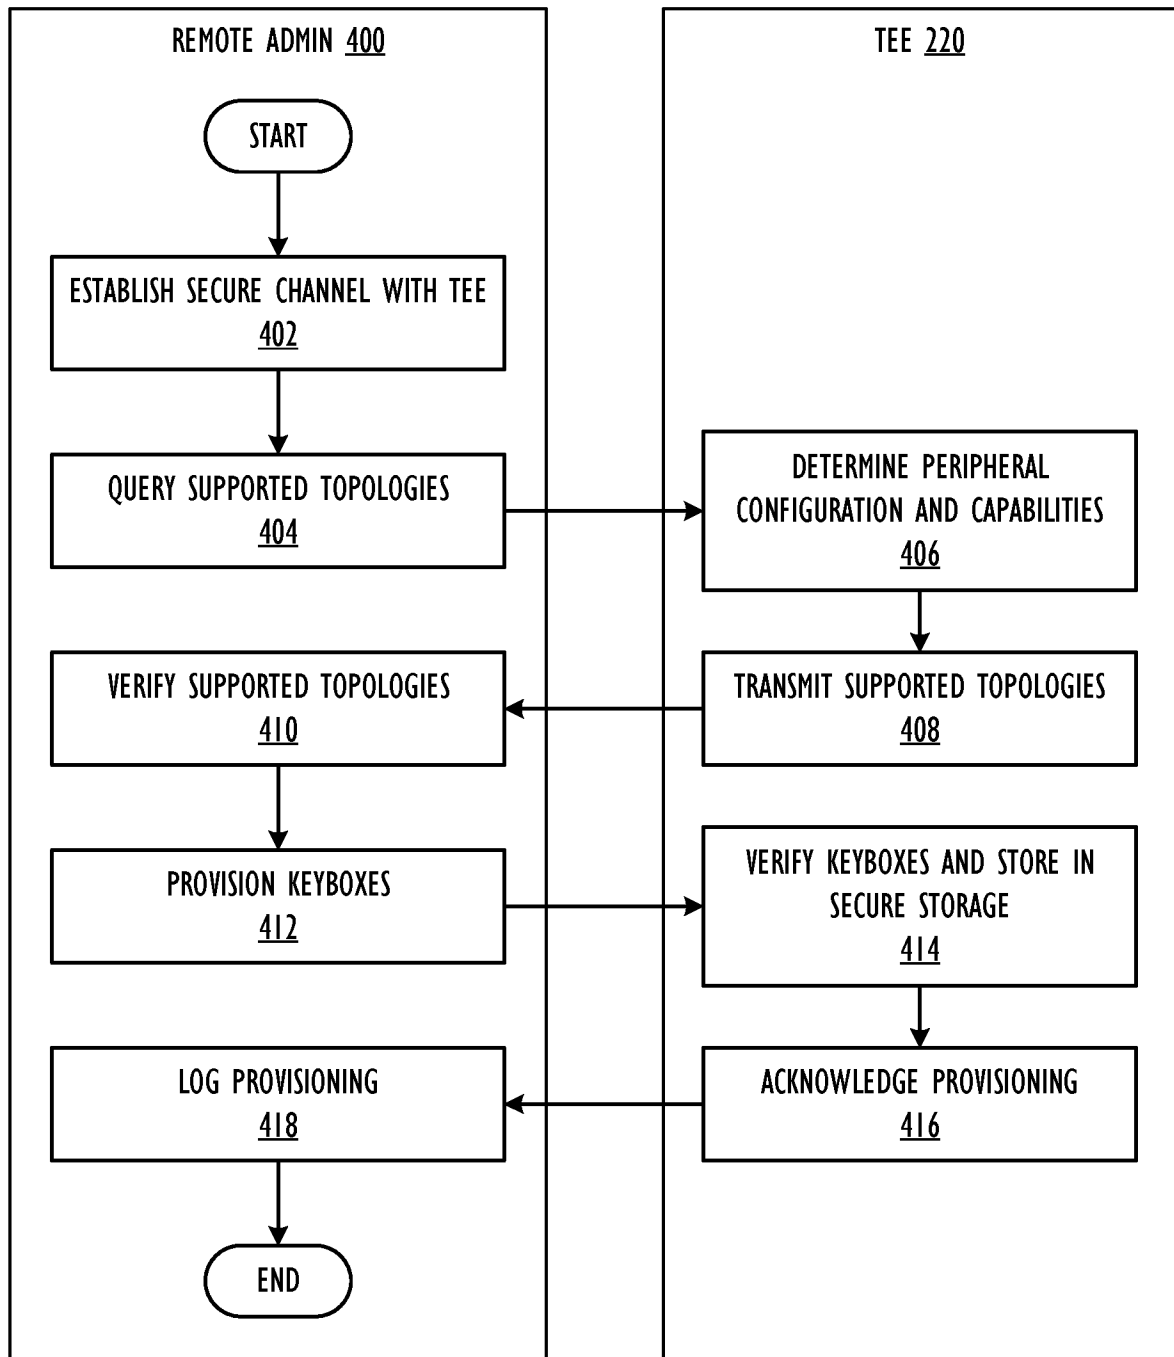 REMOTE ADMIN 400
TEE 220
START
ESTABLISH SECURE CHANNEL WITH TEE
402
QUERY SUPPORTED TOPOLOGIES
404
DETERMINE PERIPHERAL
CONFIGURATION AND CAPABILITIES
406
TRANSMIT SUPPORTED TOPOLOGIES
408
VERIFY SUPPORTED TOPOLOGIES
410
PROVISION KEYBOXES
412
VERIFY KEYBOXES AND STORE IN
SECURE STORAGE
414
ACKNOWLEDGE PROVISIONING
416
LOG PROVISIONING
418
END